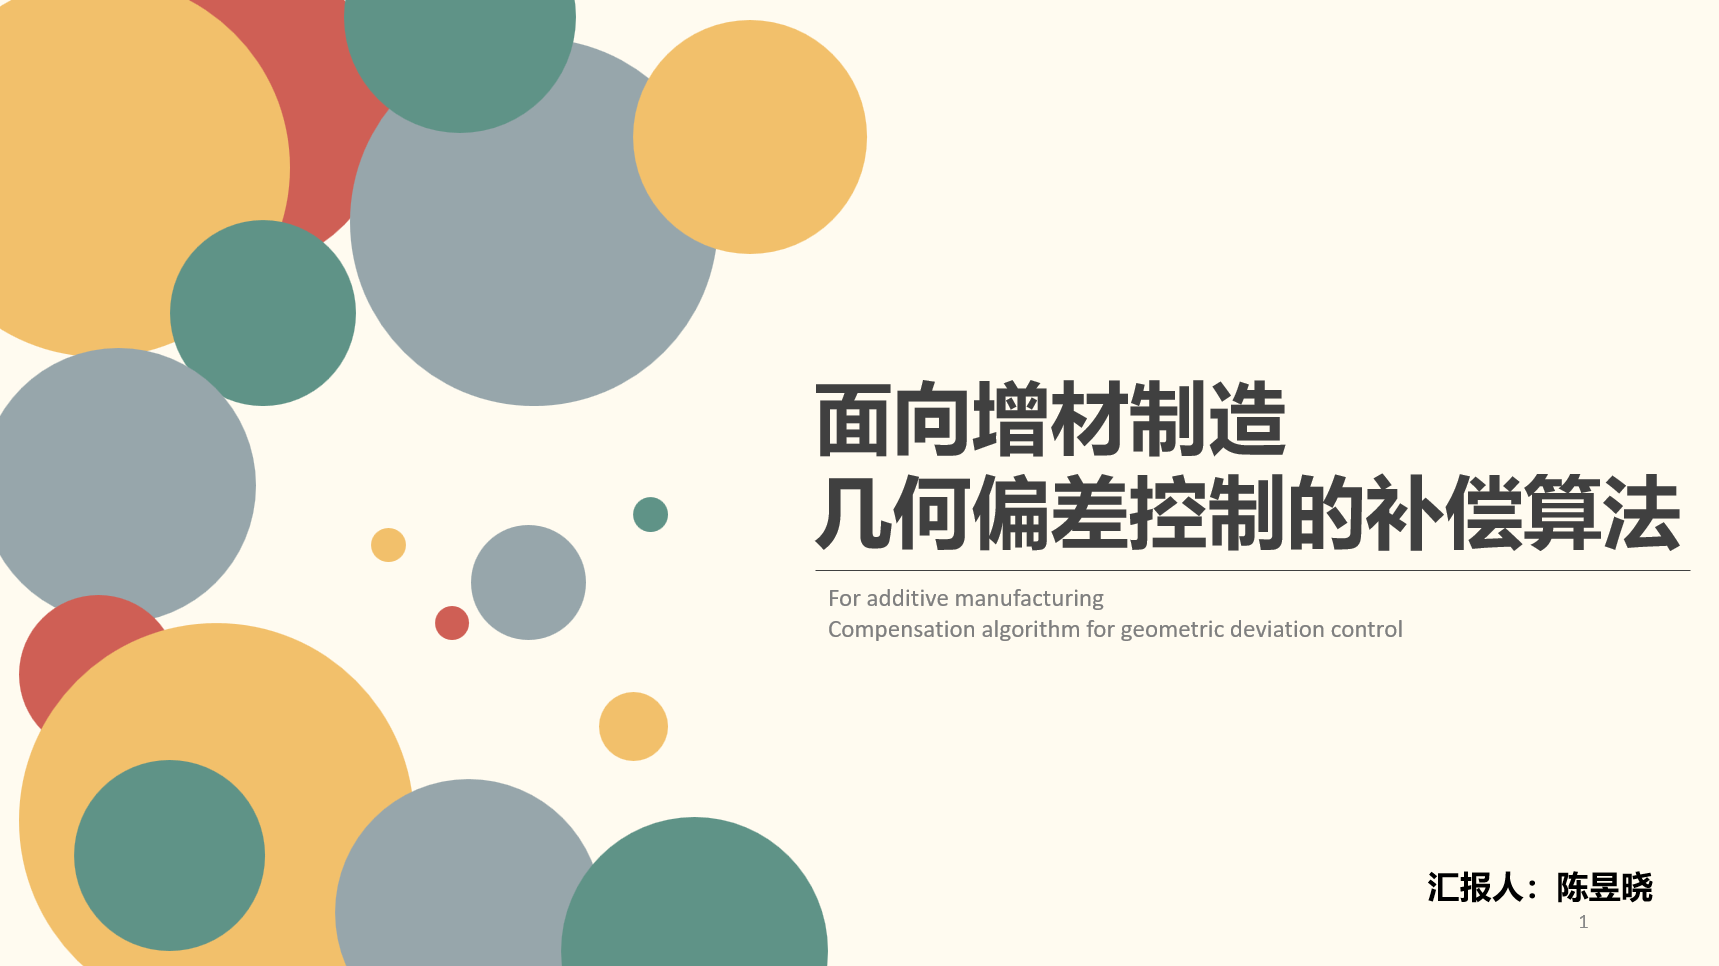 面向增材制造
几何偏差控制的补偿算法
For additive manufacturing
Compensation algorithm for geometric deviation control
汇报人：陈昱晓
1